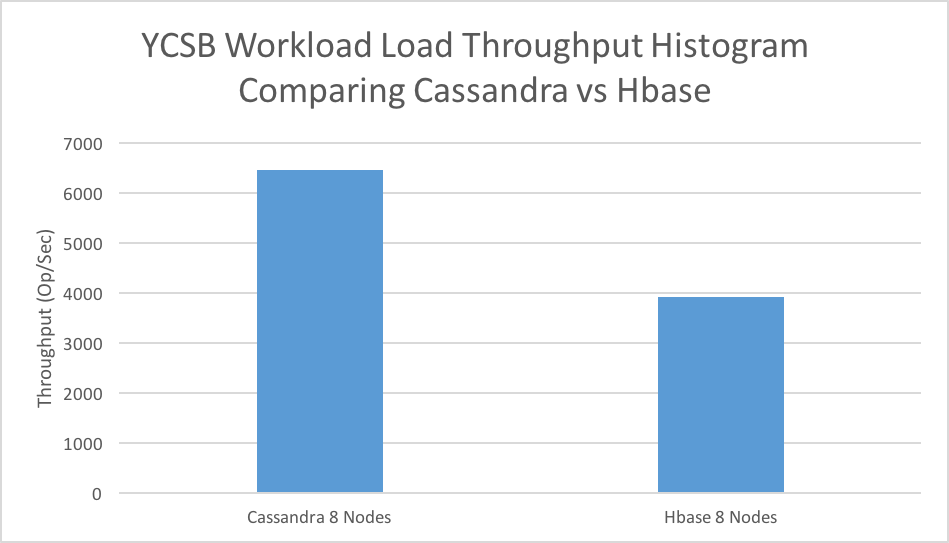 YCSB Workload Load Throughput Histogram
Comparing Cassandra vs Hbase
Throughput (Op/Sec)
7000
6000
5000
4000
3000
2000
1000
0
Cassandra 8 Nodes
Hbase 8 Nodes